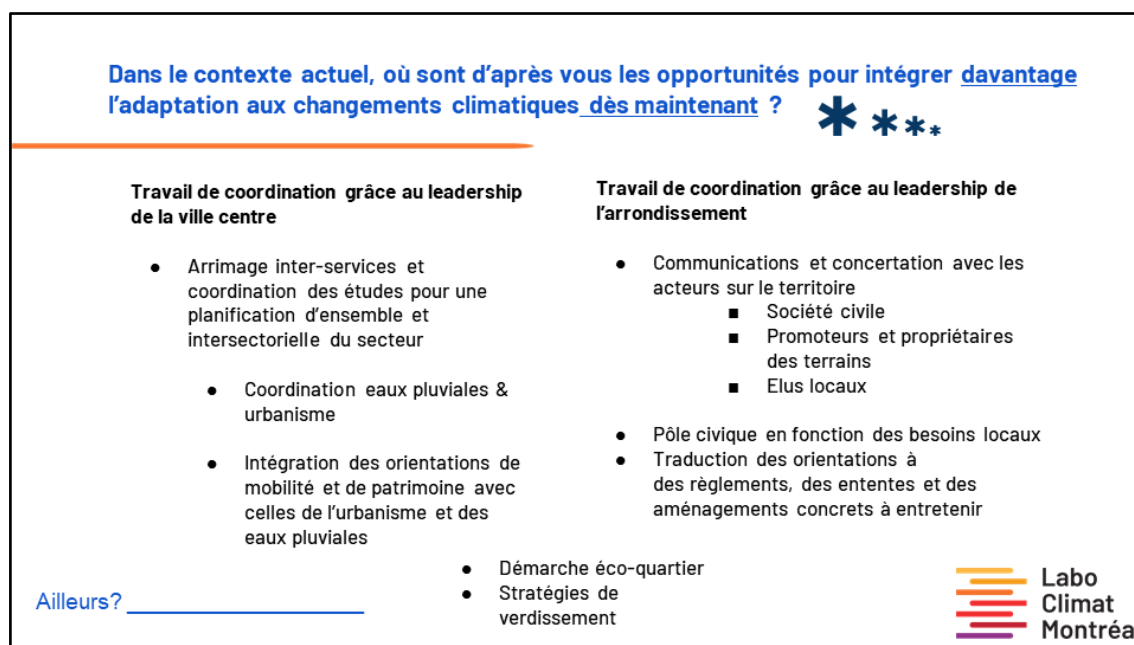 Dans le contexte actuel, où sont d'après vous les opportunités pour intégrer davantage
l'adaptation aux changements climatiques dès maintenant ?
Travail de coordination grâce au leadership
de la ville centre
● Arrimage inter-services et
coordination des études pour une
planification d'ensemble et
intersectorielle du secteur
● Coordination eaux pluviales &
urbanisme
● Intégration des orientations de
mobilité et de patrimoine avec
celles de l'urbanisme et des
eaux pluviales
Travail de coordination grâce au leadership de
l'arrondissement
● Communications et concertation avec les
acteurs sur le territoire
■ Société civile
■ Promoteurs et propriétaires
des terrains
■ Elus locaux
● Pôle civique en fonction des besoins locaux
● Traduction des orientations à
des règlements, des ententes et des
aménagements concrets à entretenir
● Démarche éco-quartier
● Stratégies de
verdissement
Ailleurs? ____________________
Labo
Climat
Montréa